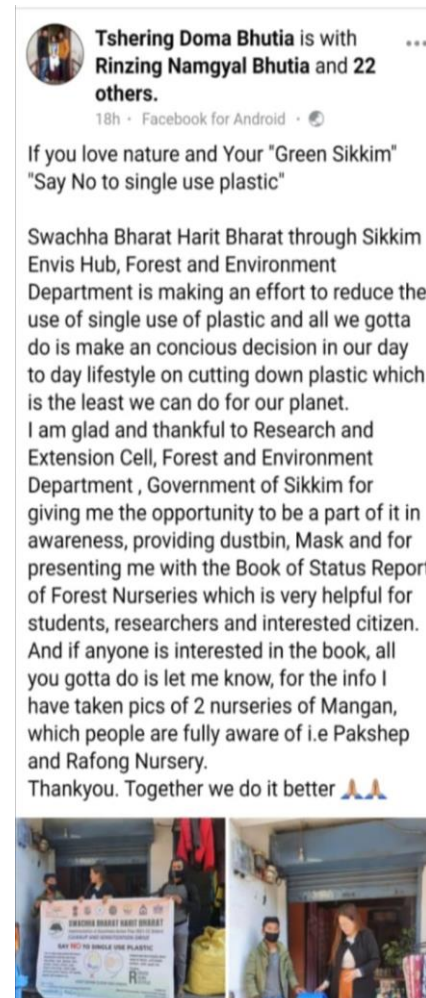 Tshering Doma Bhutia is with
Rinzing Namgyal Bhutia and 22
others.
18h · Facebook for Android ·
If you love nature and Your "Green Sikkim"
"Say No to single use plastic"
Swachha Bharat Harit Bharat through Sikkim
Envis Hub, Forest and Environment
Department is making an effort to reduce the
use of single use of plastic and all we gotta
do is make an concious decision in our day
to day lifestyle on cutting down plastic which
is the least we can do for our planet.
I am glad and thankful to Research and
Extension Cell, Forest and Environment
Department , Government of Sikkim for
giving me the opportunity to be a part of it in
awareness, providing dustbin, Mask and for
presenting me with the Book of Status Report
of Forest Nurseries which is very helpful for
students, researchers and interested citizen.
And if anyone is interested in the book, all
you gotta do is let me know, for the info I
have taken pics of 2 nurseries of Mangan,
which people are fully aware of i.e Pakshep
and Rafong Nursery.
Thankyou. Together we do it better 🙏🏽🙏🏽
SWACHH BHARAT HARIT BHARAT
SAY NO TO SINGLE USE PLASTIC